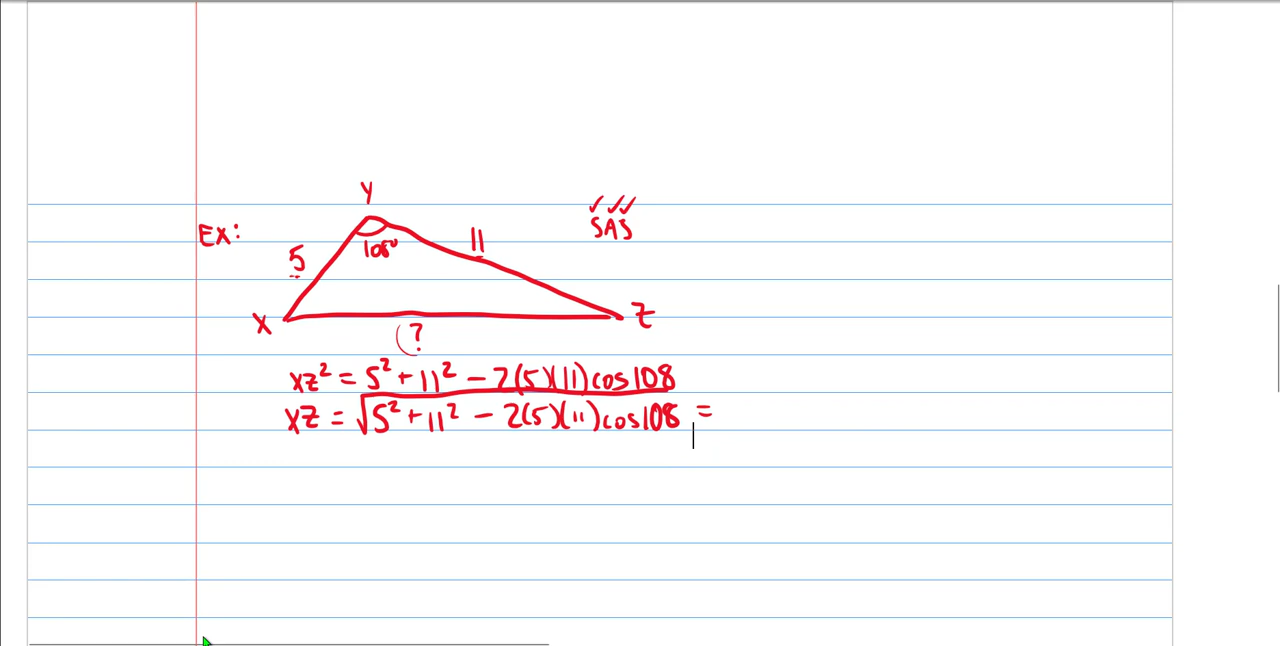 Y
SAS
EX:
5
108°
11
X
Z
?
XZ² = 5² + 11² - 2(5)(11)cos108
XZ = √5² + 11² - 2(5)(11)cos108 =